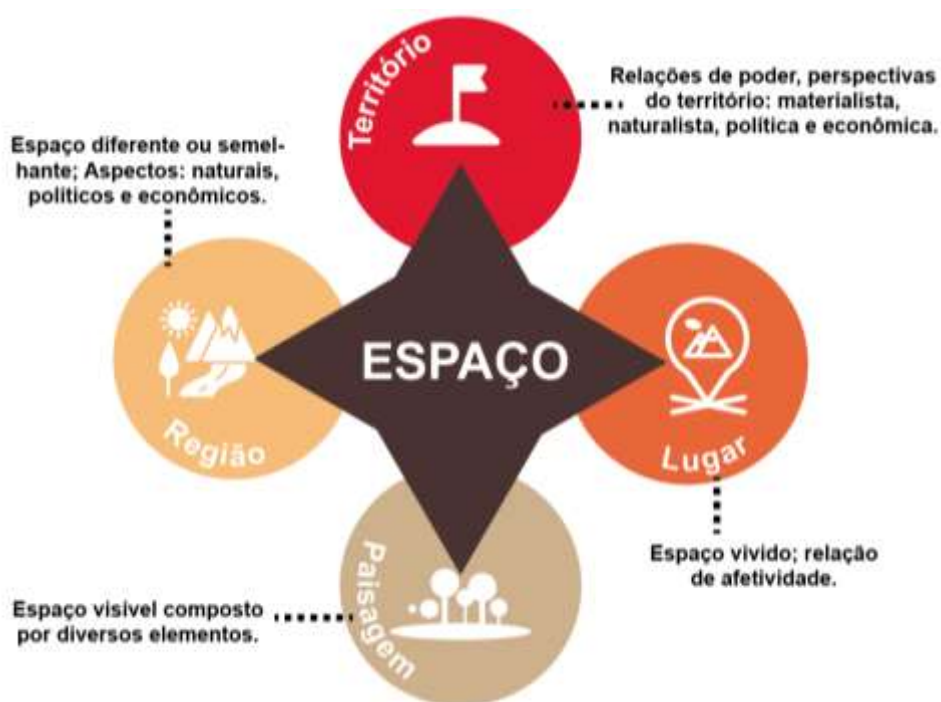 Território
Relações de poder, perspectivas
do território: materialista,
naturalista, política e econômica.
Espaço diferente ou semel-
hante; Aspectos: naturais,
políticos e econômicos.
ESPAÇO
Região
Lugar
Espaço vivido; relação
de afetividade.
Paisagem
Espaço visivel composto
por diversos elementos.